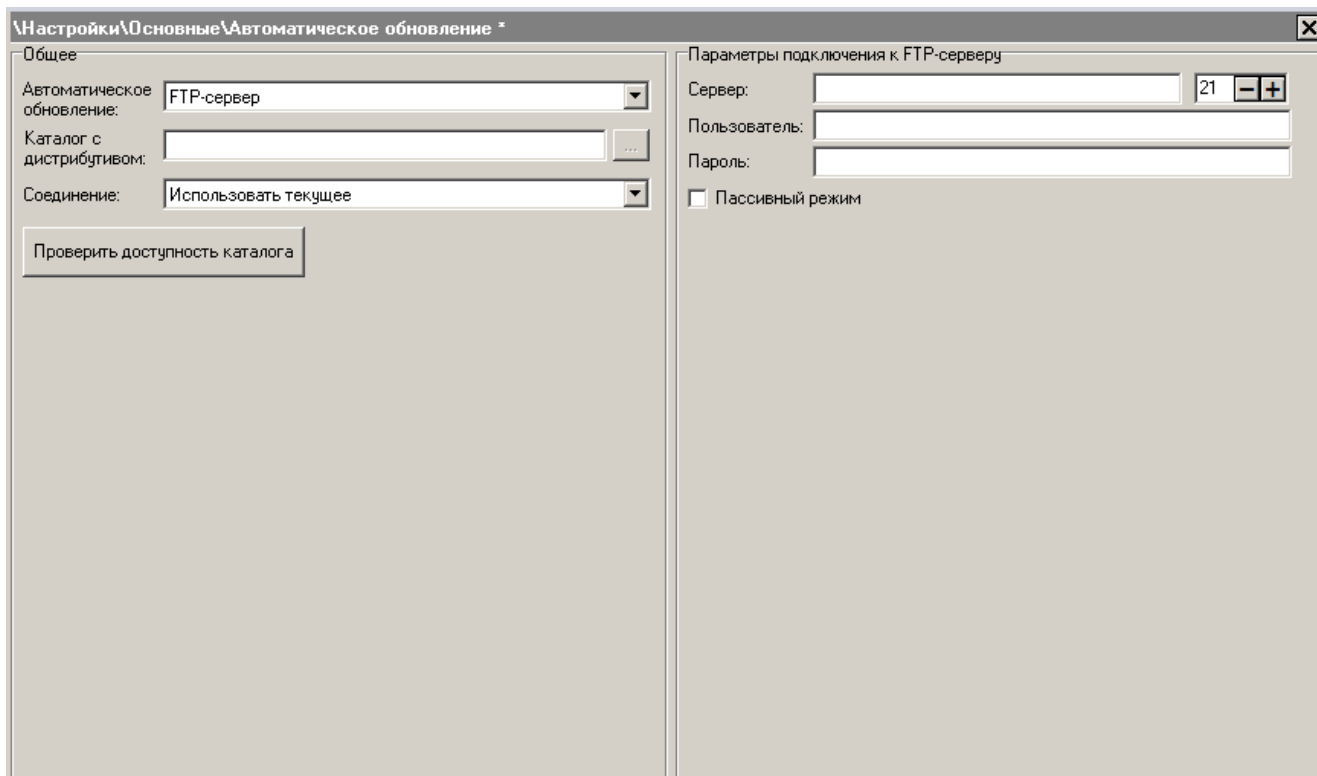 \Настройки\Основные\Автоматическое обновление *
Общее
Автоматическое
обновление:
FTP-сервер
Каталог с
дистрибутивом:
...
Соединение:
Использовать текущее
Проверить доступность каталога
Параметры подключения к FTP-серверу
Сервер:
21
Пользователь:
Пароль:
Пассивный режим